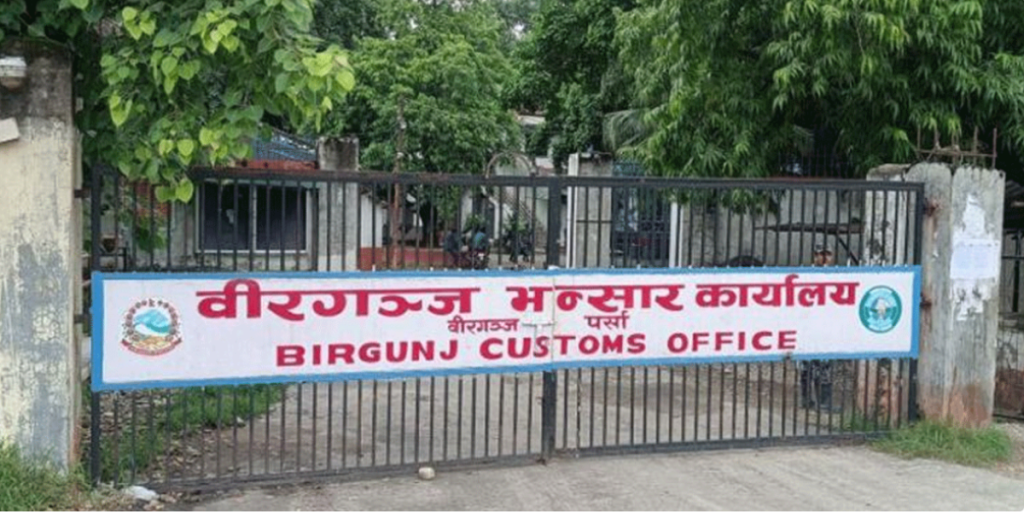 वीरगञ्ज भन्सार कार्यालय
वीरगञ्ज पर्सा
BIRGUNJ CUSTOMS OFFICE